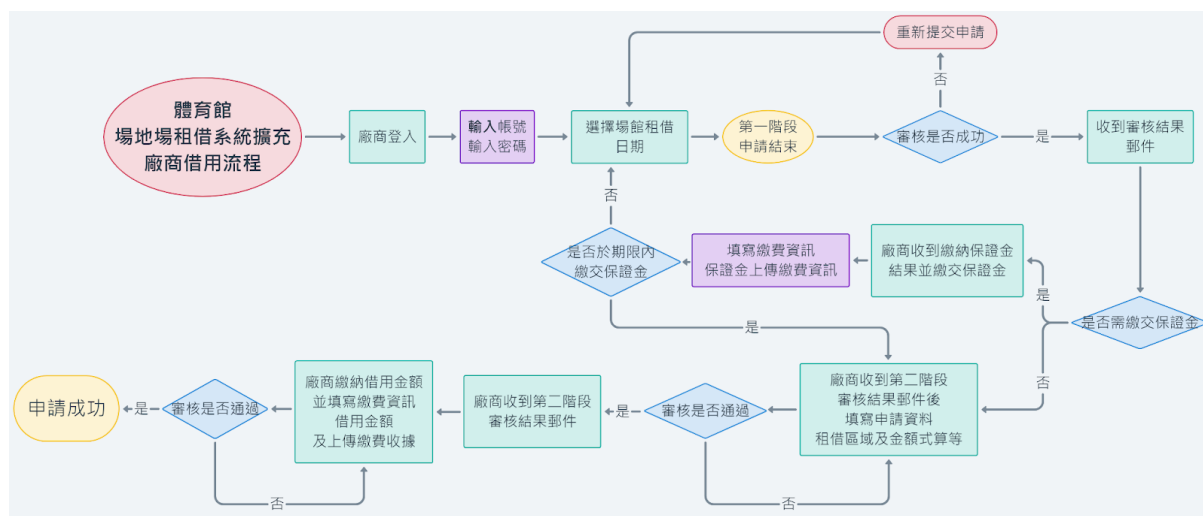 重新提交申請
否
體育館
場地場租借系統擴充
廠商借用流程
廠商登入
輸入帳號
輸入密碼
選擇場館租借
日期
第一階段
申請結束
審核是否成功
是
收到審核結果
郵件
否
是否於期限內
繳交保證金
填寫繳費資訊
保證金上傳繳費資訊
廠商收到繳納保證金
結果並繳交保證金
是
是否需繳交保證金
是
否
申請成功
是
審核是否通過
廠商繳納借用金額
並填寫繳費資訊
借用金額
及上傳繳費收據
廠商收到第二階段
審核結果郵件
是
審核是否通過
廠商收到第二階段
審核結果郵件後
填寫申請資料
租借區域及金額式算等
否
否